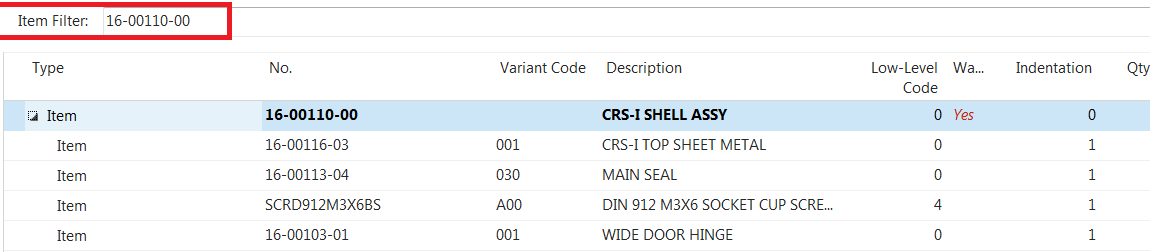 Item Filter: 16-00110-00
Type No. Variant Code Description Low-Level Code Wa... Indentation Qty
Item 16-00110-00 CRS-I SHELL ASSY 0 Yes 0
Item 16-00116-03 001 CRS-I TOP SHEET METAL 0 1
Item 16-00113-04 030 MAIN SEAL 0 1
Item SCRD912M3X6BS A00 DIN 912 M3X6 SOCKET CUP SCRE... 4 1
Item 16-00103-01 001 WIDE DOOR HINGE 0 1